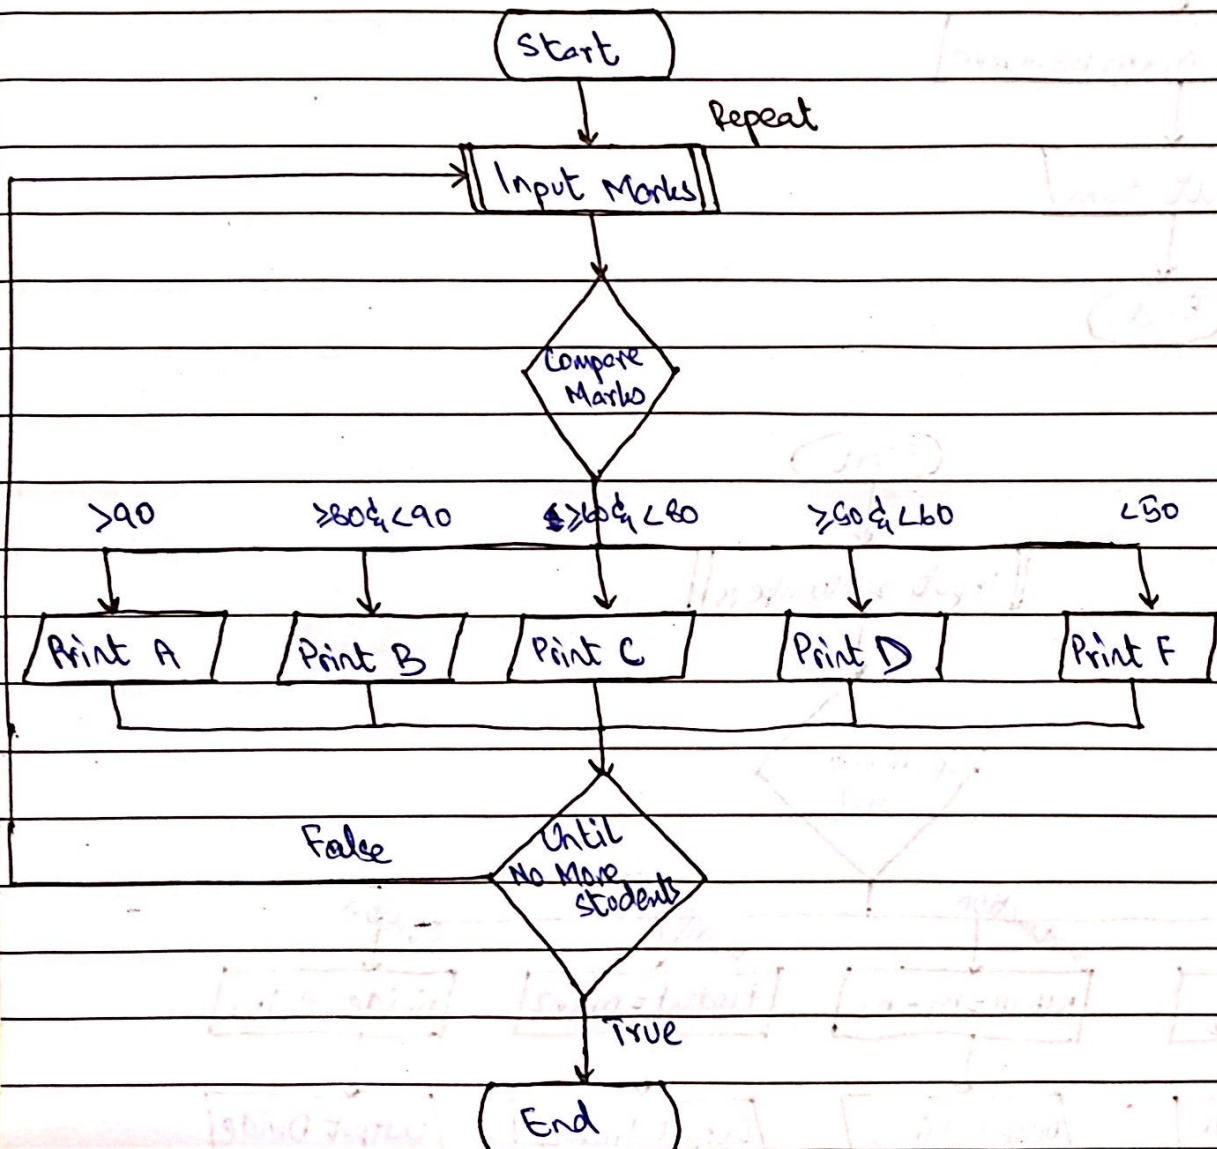 Start
Repeat
Input Marks
Compare
Marks
>90 ≥80 & <90 ≥60 & <80 ≥50 & <60 <50
Print A Print B Print C Print D Print F
False
Until
No More
students
True
End